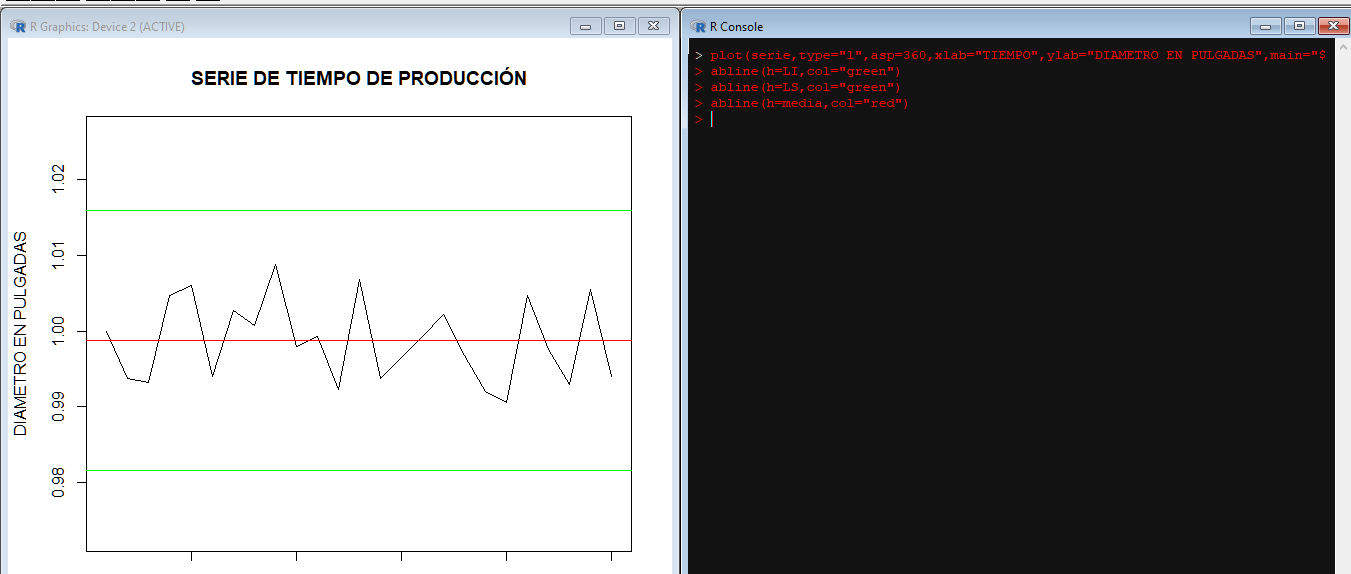 R Graphics: Device 2 (ACTIVE)
SERIE DE TIEMPO DE PRODUCCIÓN
DIAMETRO EN PULGADAS
1.02
1.01
1.00
0.99
0.98
R Console
> plot(serie,type="l",asp=360,xlab="TIEMPO",ylab="DIAMETRO EN PULGADAS",main="$
> abline(h=LI,col="green")
> abline(h=LS,col="green")
> abline(h=media,col="red")
>